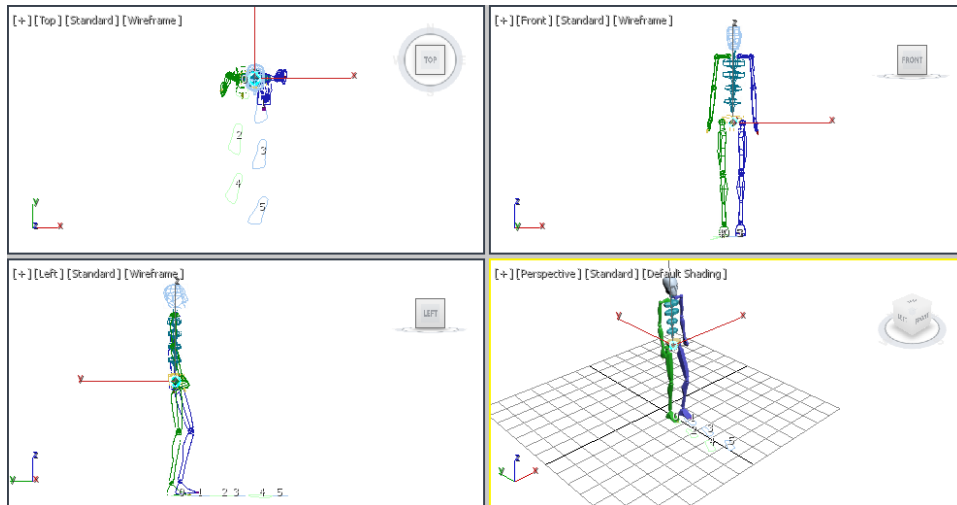 [+] [Top] [Standard] [Wireframe]
TOP
x
2
3
4
5
y
z
x
[+] [Front] [Standard] [Wireframe]
z
FRONT
x
z
y
x
[+] [Left] [Standard] [Wireframe]
z
LEFT
y
0 1 2 3 4 5
z
y
x
[+] [Perspective] [Standard] [Default Shading]
y
x
2
3
4
5
z
y
x